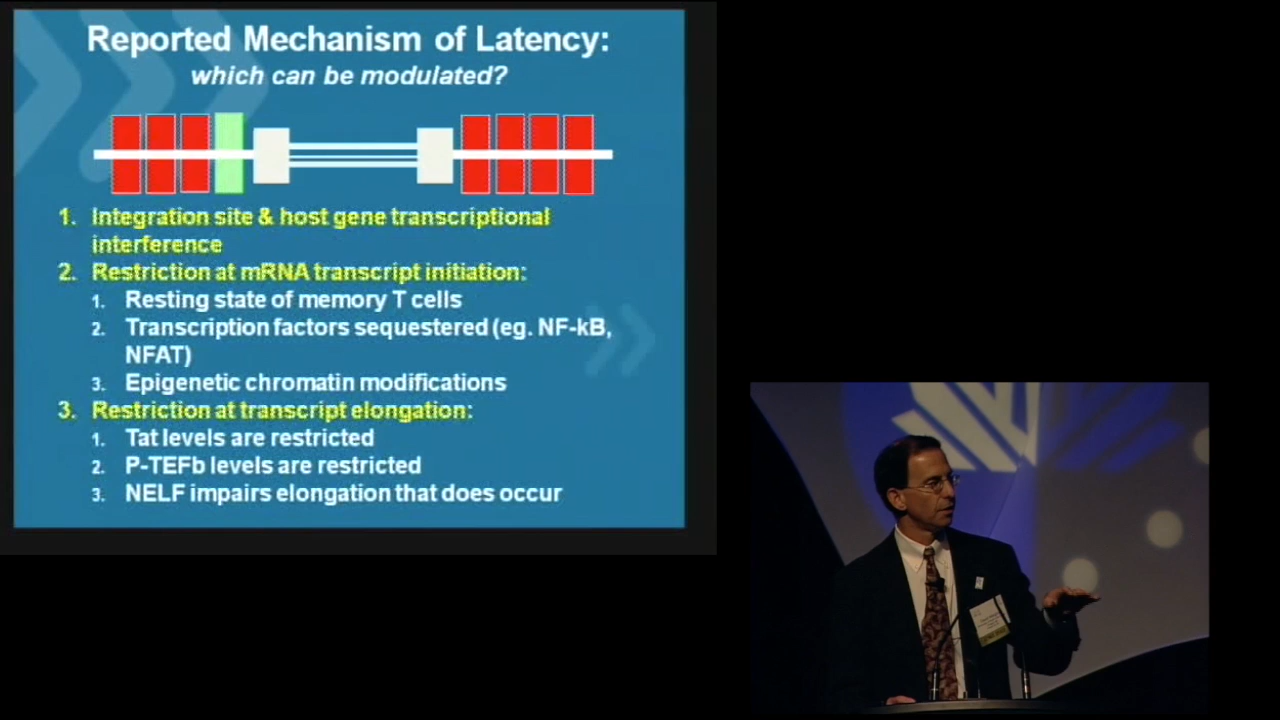 Reported Mechanism of Latency:
which can be modulated?
1. Integration site & host gene transcriptional
interference
2. Restriction at mRNA transcript initiation:
1. Resting state of memory T cells
2. Transcription factors sequestered (eg. NF-kB,
NFAT)
3. Epigenetic chromatin modifications
3. Restriction at transcript elongation:
1. Tat levels are restricted
2. P-TEFb levels are restricted
3. NELF impairs elongation that does occur